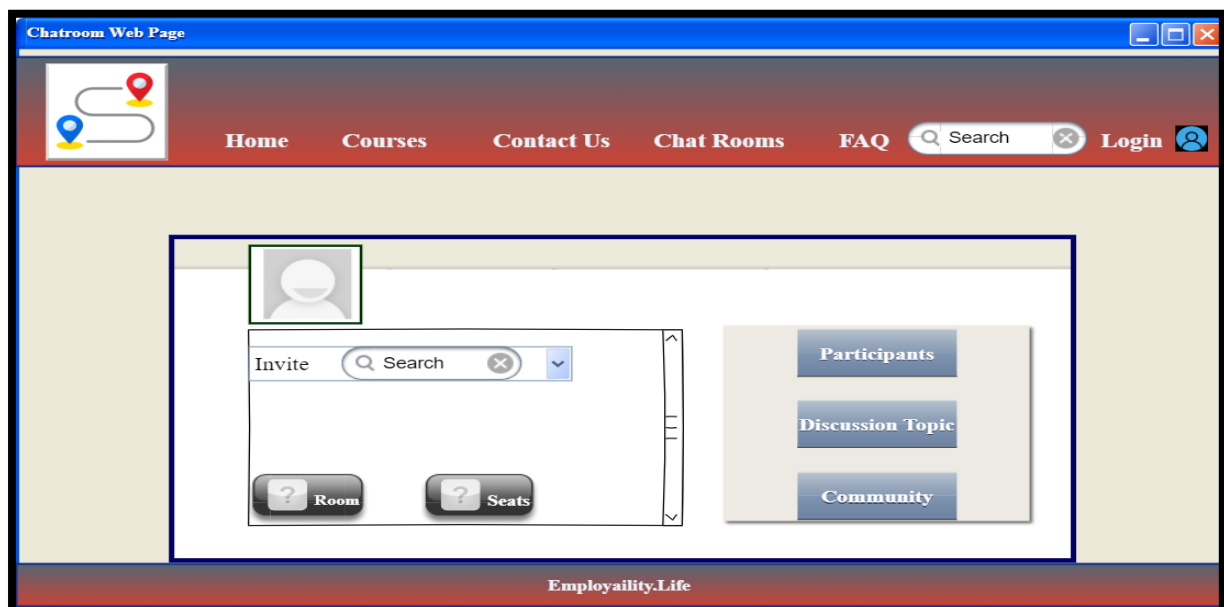 Chatroom Web Page
Home Courses Contact Us Chat Rooms FAQ Search Login
Invite Search
Participants
Discussion Topic
Community
? Room ? Seats
Employaility.Life